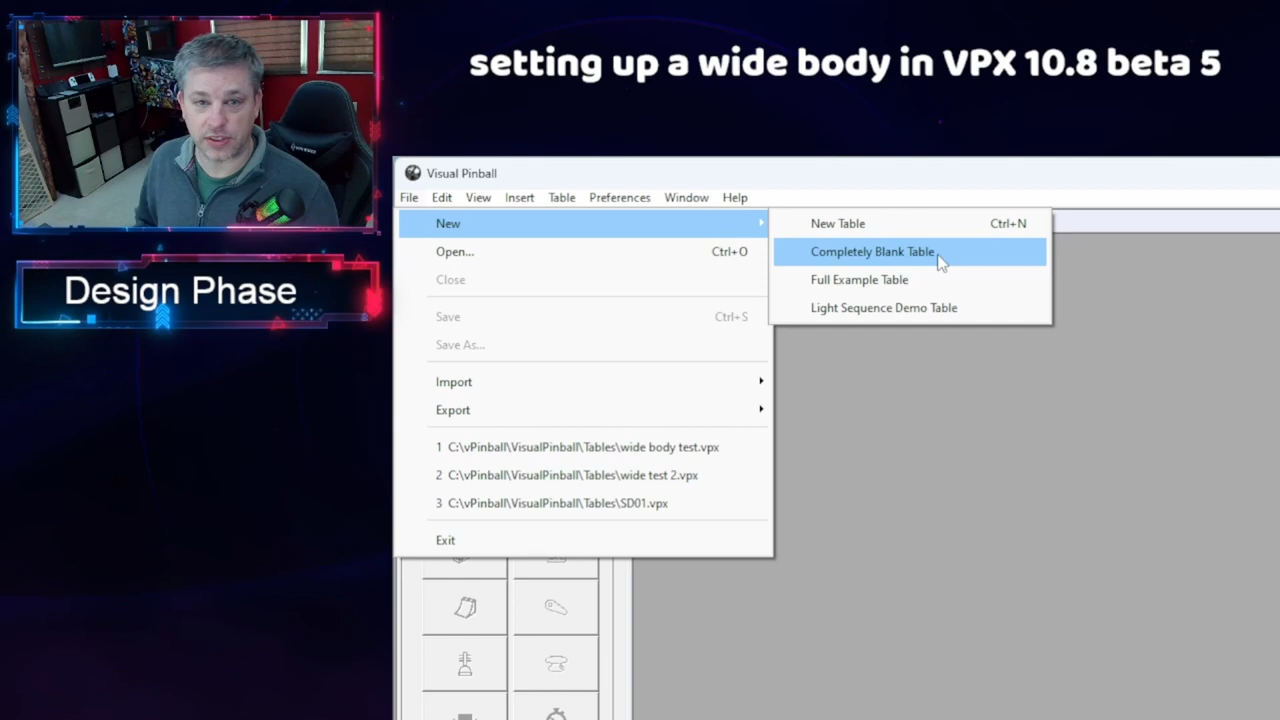 setting up a wide body in VPX 10.8 beta 5
Design Phase
Visual Pinball
File Edit View Insert Table Preferences Window Help
New
Open... Ctrl+O
Close
Save Ctrl+S
Save As...
Import
Export
1 C:\vPinball\VisualPinball\Tables\wide body test.vpx
2 C:\vPinball\VisualPinball\Tables\wide test 2.vpx
3 C:\vPinball\VisualPinball\Tables\SD01.vpx
Exit
New Table Ctrl+N
Completely Blank Table
Full Example Table
Light Sequence Demo Table